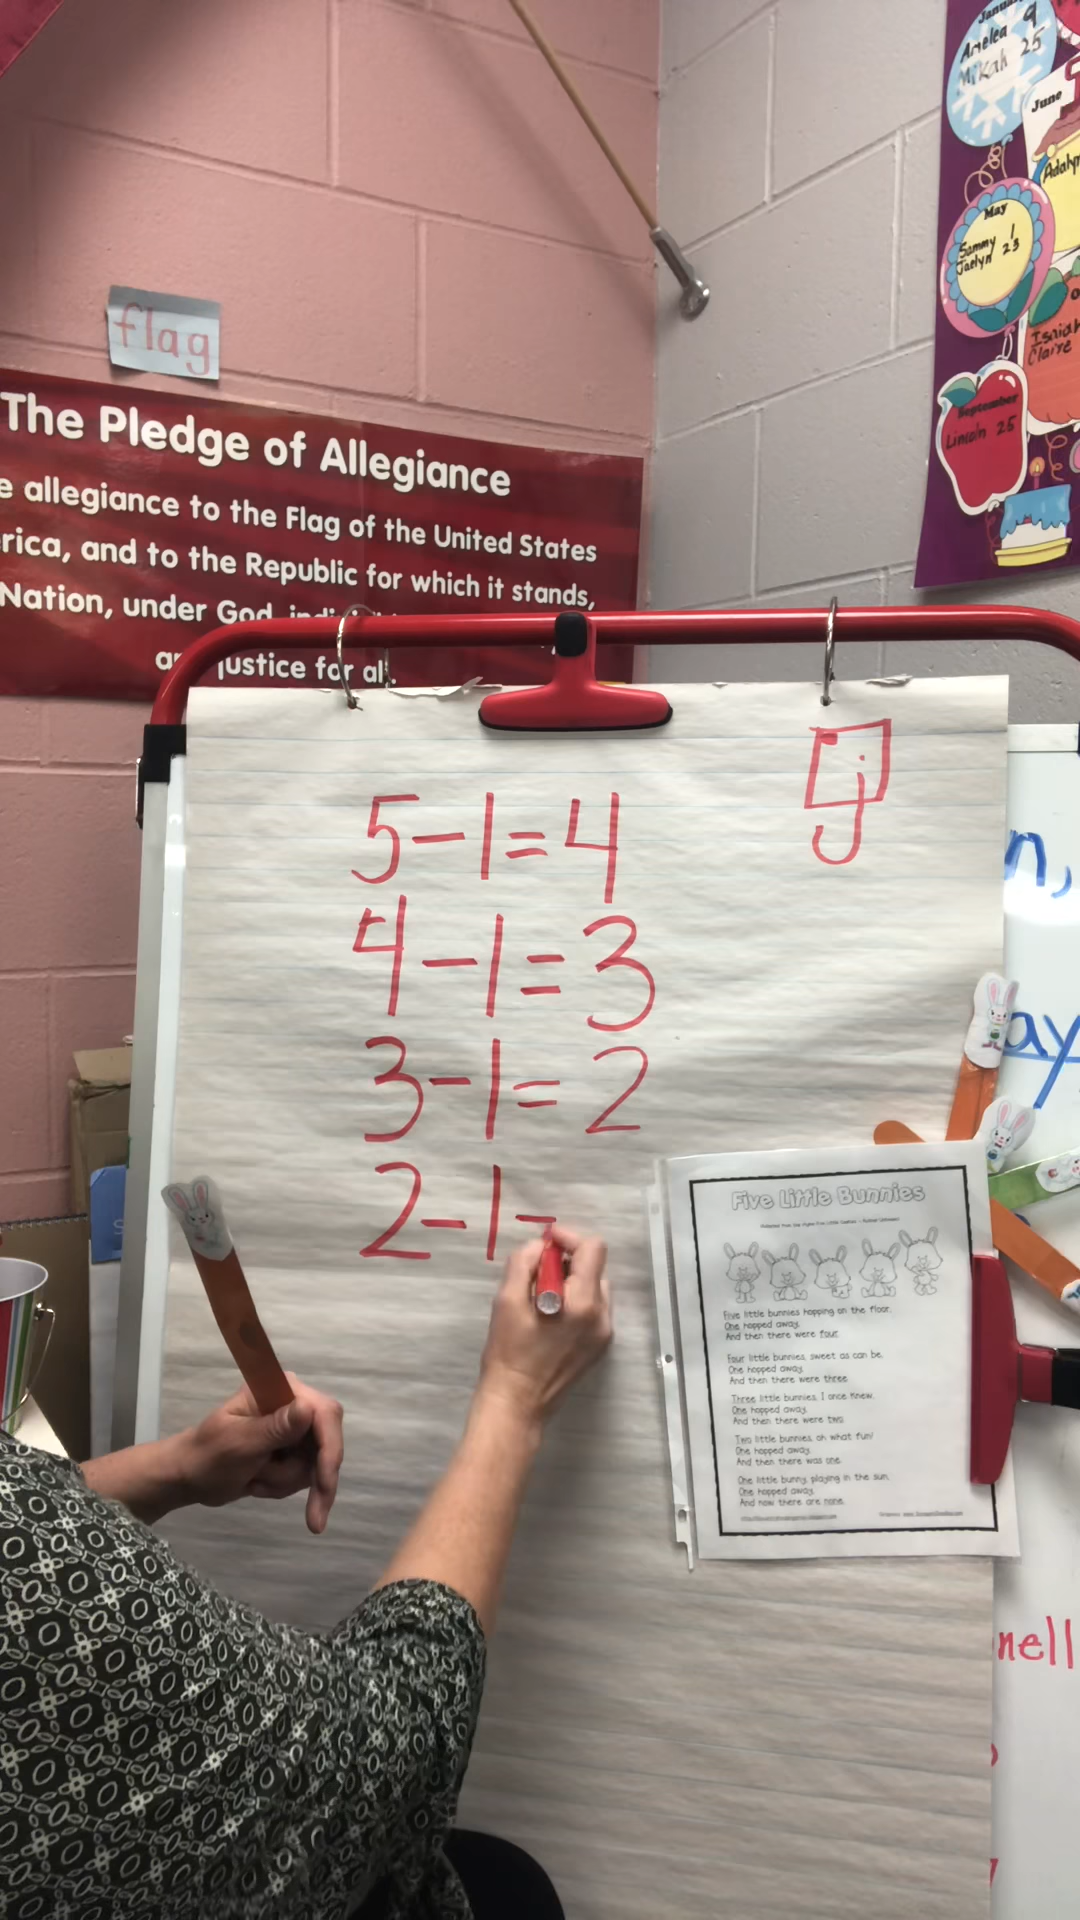 January
Amelea 9
Mikah 25
June
Adalyn
May
Sammy 1
Jaelyn 23
Isaiah
Claire
September
Lincoln 25
flag
The Pledge of Allegiance
e allegiance to the Flag of the United States
rica, and to the Republic for which it stands,
Nation, under God, indi
justice for all.
j
5-1=4
4-1=3
3-1=2
2-1-
n,
ay
Five Little Bunnies
Five little bunnies hopping on the floor,
One hopped away,
And then there were four.
Four little bunnies, sweet as can be,
One hopped away,
And then there were three.
Three little bunnies, I once knew,
One hopped away,
And then there were two.
Two little bunnies, oh what fun!
One hopped away,
And then there was one.
One little bunny, playing in the sun,
One hopped away,
And now there are none.
nell